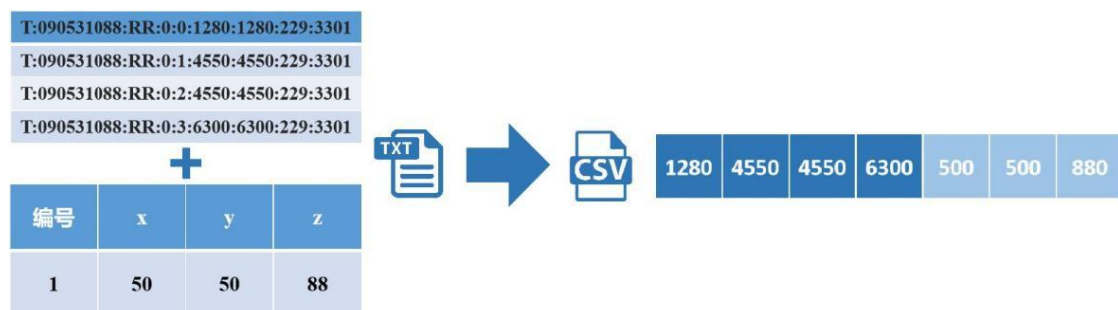 T:090531088:RR:0:0:1280:1280:229:3301
T:090531088:RR:0:1:4550:4550:229:3301
T:090531088:RR:0:2:4550:4550:229:3301
T:090531088:RR:0:3:6300:6300:229:3301
+
TXT
CSV
1280 4550 4550 6300 500 500 880
编号 x y z
1 50 50 88